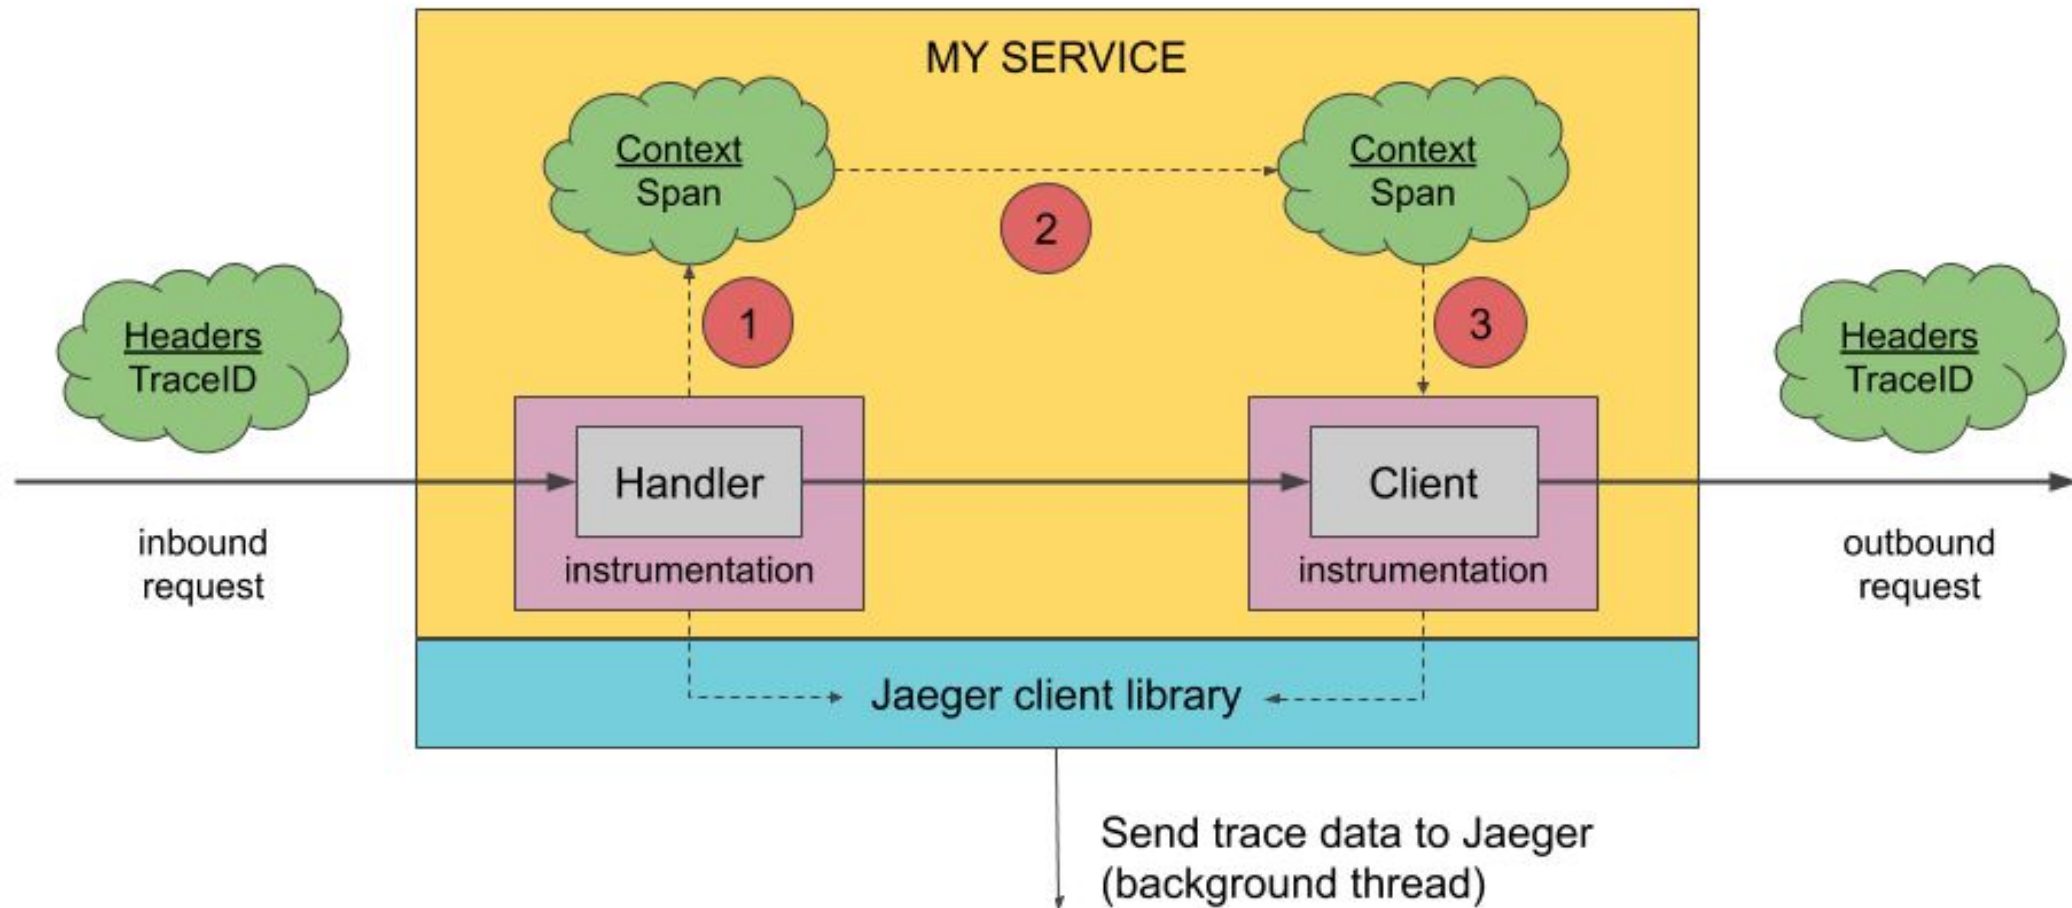 MY SERVICE
Context
Span
Context
Span
2
1
3
Headers
TraceID
Headers
TraceID
Handler
Client
inbound
request
instrumentation
instrumentation
outbound
request
Jaeger client library
Send trace data to Jaeger
(background thread)